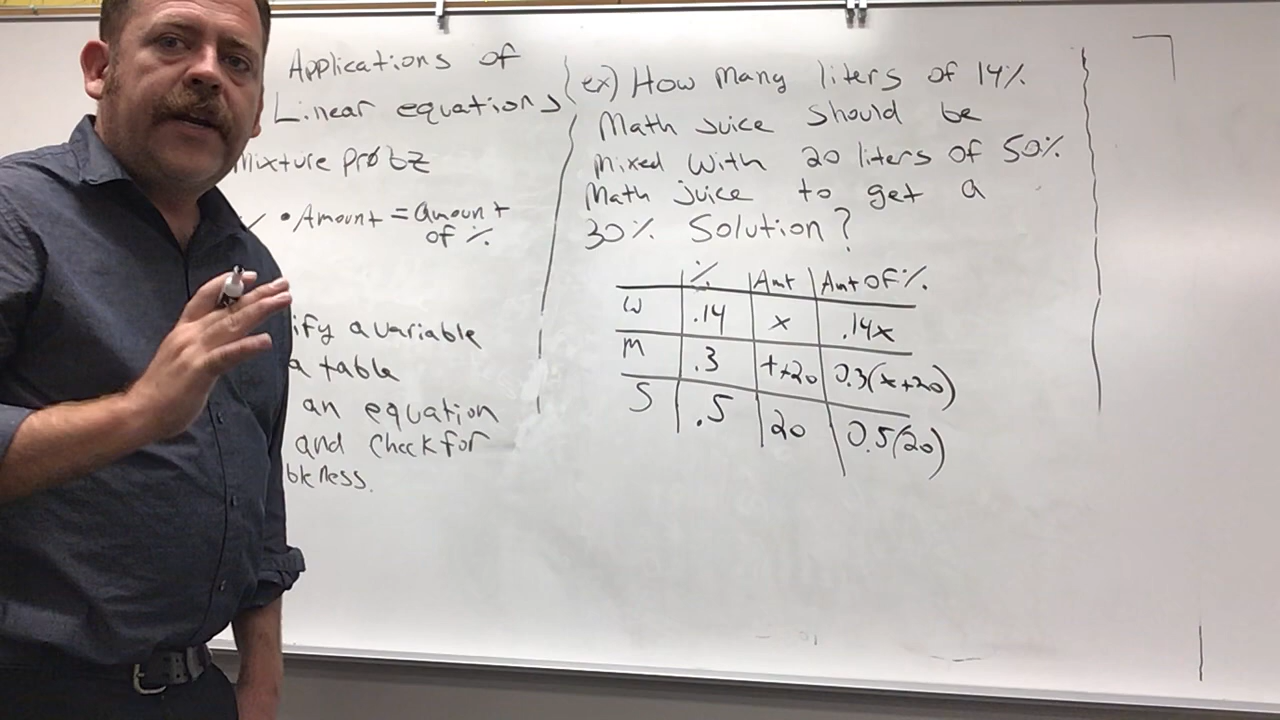 Applications of
Linear equations
Mixture probz
% • Amount = amount
of %
ify a variable
a table
an equation
and check for
bleness.
ex) How many liters of 14%
Math juice should be
mixed with 20 liters of 50%
Math juice to get a
30% Solution?
% Amt Amt OF %
W .14 x .14x
M .3 x+20 0.3(x+20)
S .5 20 0.5(20)